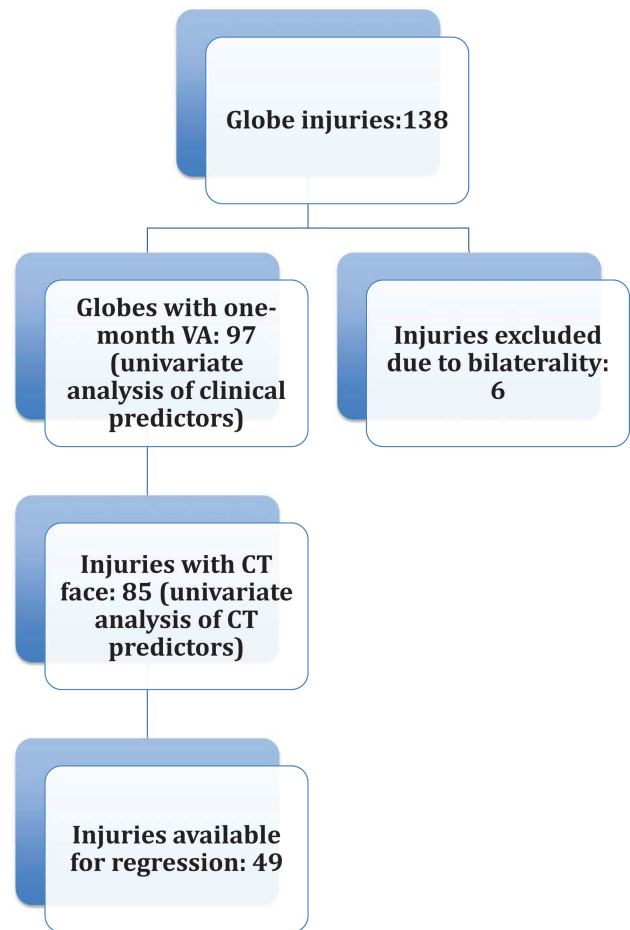 Globe injuries:138
Globes with one-
month VA: 97
(univariate
analysis of clinical
predictors)
Injuries excluded
due to bilaterality:
6
Injuries with CT
face: 85 (univariate
analysis of CT
predictors)
Injuries available
for regression: 49